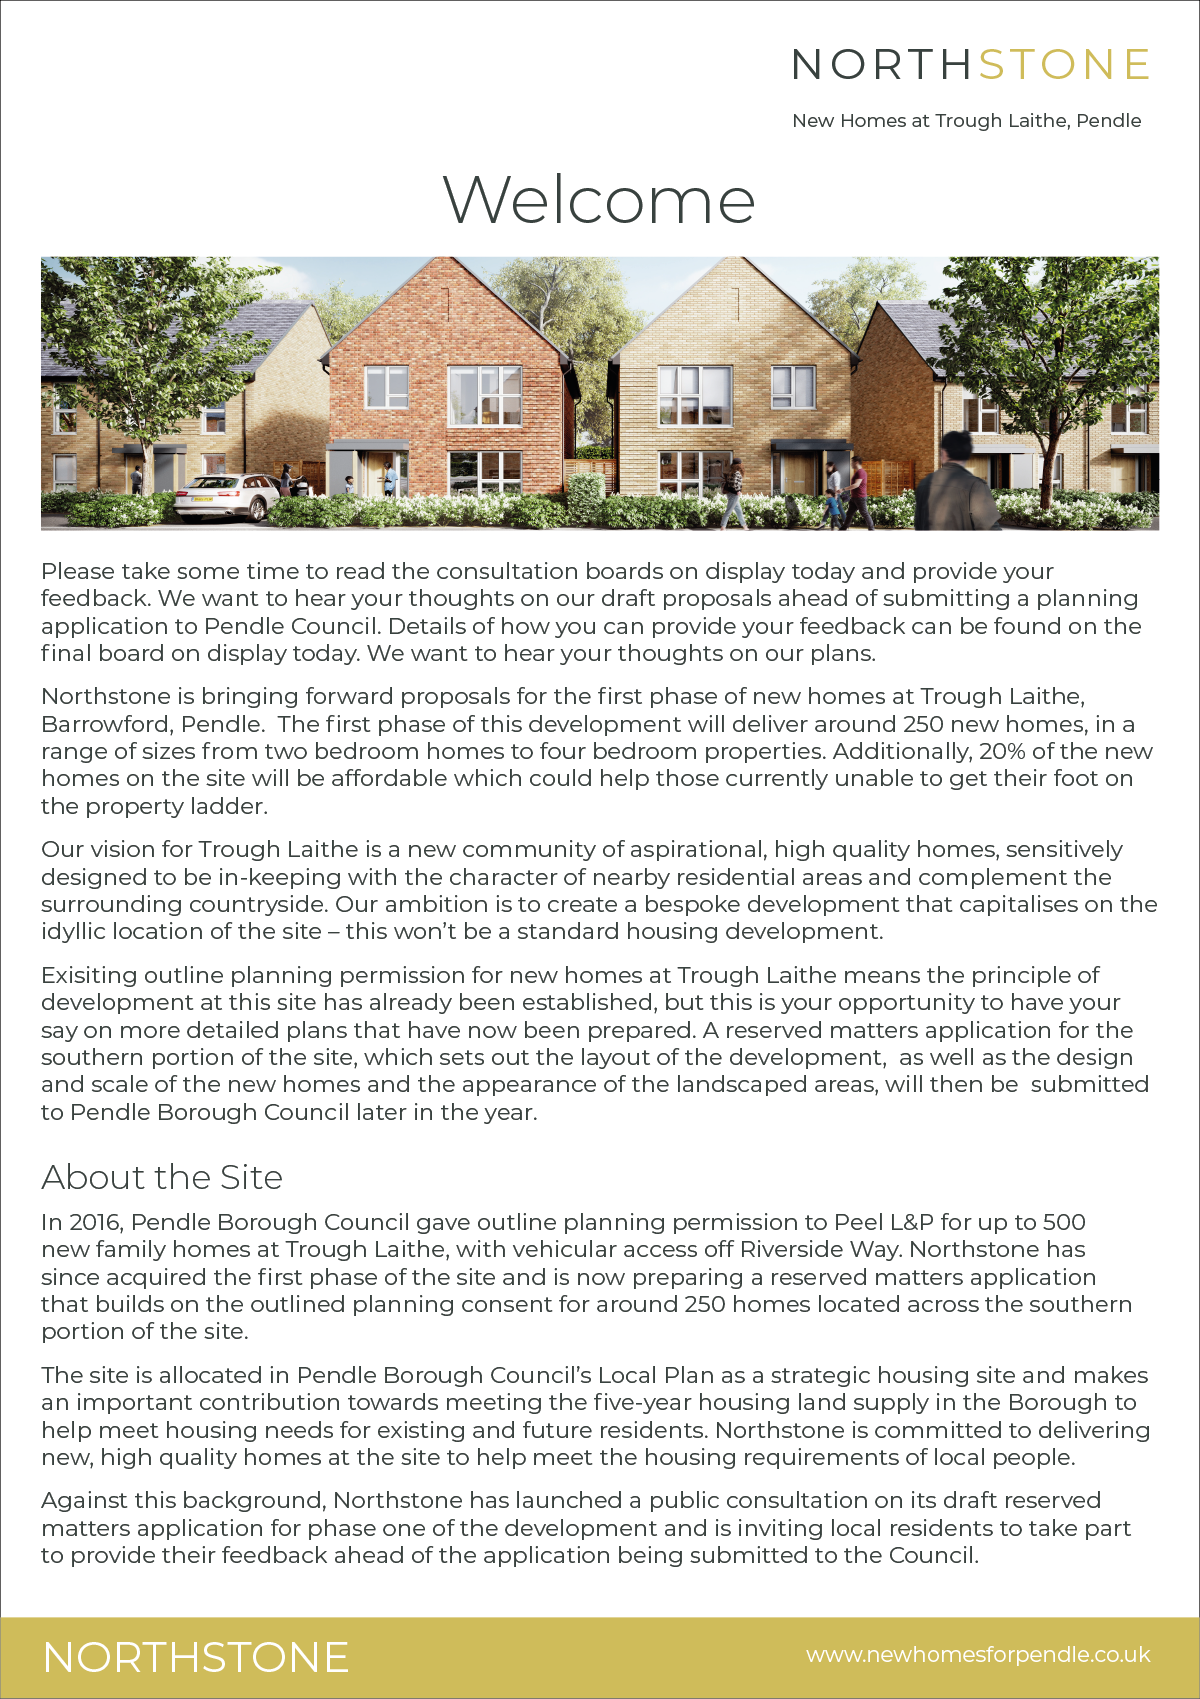 NORTHSTONE
New Homes at Trough Laithe, Pendle
Welcome
Please take some time to read the consultation boards on display today and provide your
feedback. We want to hear your thoughts on our draft proposals ahead of submitting a planning
application to Pendle Council. Details of how you can provide your feedback can be found on the
final board on display today. We want to hear your thoughts on our plans.
Northstone is bringing forward proposals for the first phase of new homes at Trough Laithe,
Barrowford, Pendle.  The first phase of this development will deliver around 250 new homes, in a
range of sizes from two bedroom homes to four bedroom properties. Additionally, 20% of the new
homes on the site will be affordable which could help those currently unable to get their foot on
the property ladder.
Our vision for Trough Laithe is a new community of aspirational, high quality homes, sensitively
designed to be in-keeping with the character of nearby residential areas and complement the
surrounding countryside. Our ambition is to create a bespoke development that capitalises on the
idyllic location of the site – this won’t be a standard housing development.
Exisiting outline planning permission for new homes at Trough Laithe means the principle of
development at this site has already been established, but this is your opportunity to have your
say on more detailed plans that have now been prepared. A reserved matters application for the
southern portion of the site, which sets out the layout of the development,  as well as the design
and scale of the new homes and the appearance of the landscaped areas, will then be  submitted
to Pendle Borough Council later in the year.
About the Site
In 2016, Pendle Borough Council gave outline planning permission to Peel L&P for up to 500
new family homes at Trough Laithe, with vehicular access off Riverside Way. Northstone has
since acquired the first phase of the site and is now preparing a reserved matters application
that builds on the outlined planning consent for around 250 homes located across the southern
portion of the site.
The site is allocated in Pendle Borough Council’s Local Plan as a strategic housing site and makes
an important contribution towards meeting the five-year housing land supply in the Borough to
help meet housing needs for existing and future residents. Northstone is committed to delivering
new, high quality homes at the site to help meet the housing requirements of local people.
Against this background, Northstone has launched a public consultation on its draft reserved
matters application for phase one of the development and is inviting local residents to take part
to provide their feedback ahead of the application being submitted to the Council.
NORTHSTONE
www.newhomesforpendle.co.uk